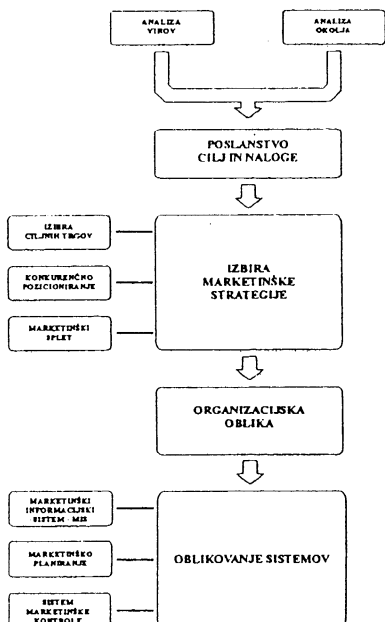 ANALIZA
VIROV
ANALIZA
OKOLJA
POSLANSTVO
CILJ IN NALOGE
IZBIRA
CILJNIH TRGOV
KONKURENČNO
POZICIONIRANJE
MARKETINŠKI
SPLET
IZBIRA
MARKETINŠKE
STRATEGIJE
ORGANIZACIJSKA
OBLIKA
MARKETINŠKI
INFORMACIJSKI
SISTEM - MIS
MARKETINŠKO
PLANIRANJE
SISTEM
MARKETINŠKE
KONTROLE
OBLIKOVANJE SISTEMOV